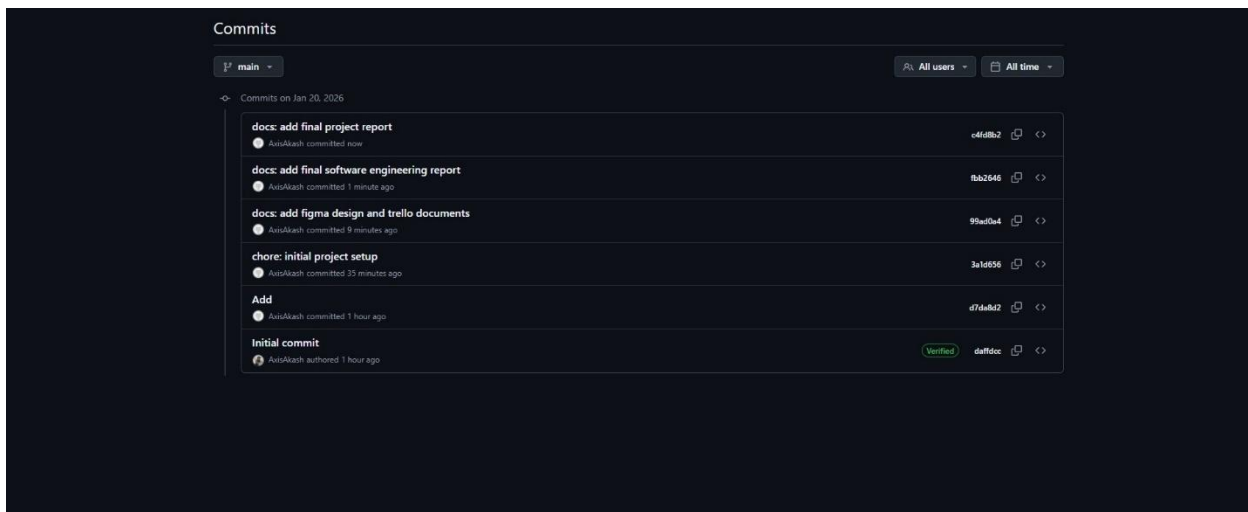 Commits
main
All users
All time
Commits on Jan 20, 2026
docs: add final project report
AxisAkash committed now
c4fd8b2
docs: add final software engineering report
AxisAkash committed 1 minute ago
fbb2646
docs: add figma design and trello documents
AxisAkash committed 9 minutes ago
99ad0a4
chore: initial project setup
AxisAkash committed 35 minutes ago
3a1d656
Add
AxisAkash committed 1 hour ago
d7da8d2
Initial commit
AxisAkash authored 1 hour ago
Verified
daffdcc